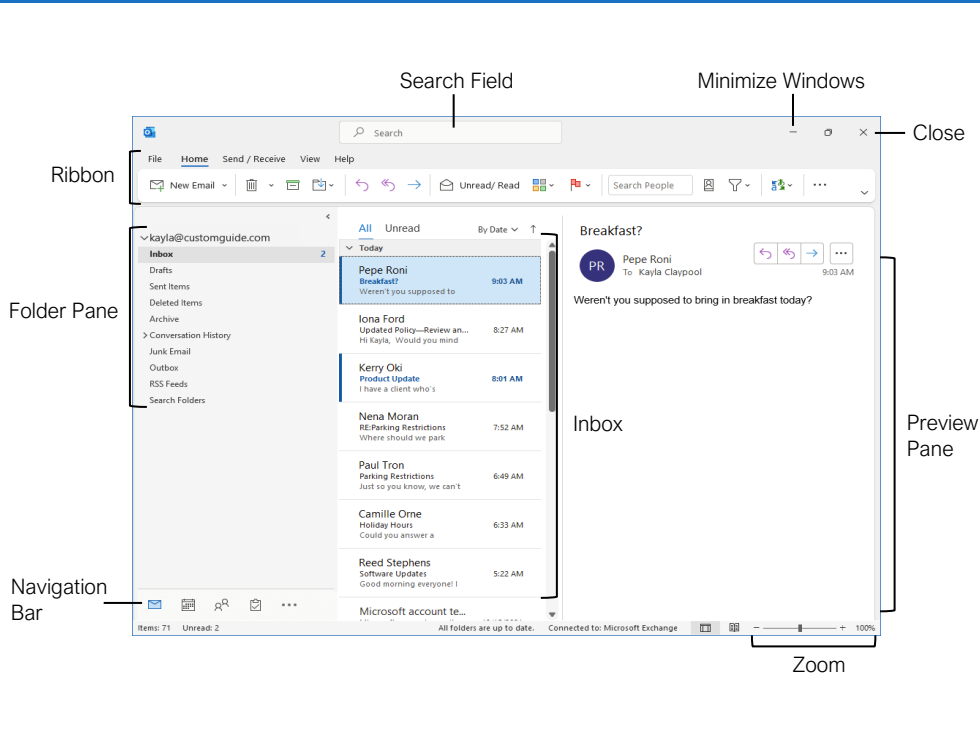 Search Field
Minimize Windows
Search
Close
File Home Send / Receive View Help
Ribbon
New Email
Unread/ Read
Search People
kayla@customguide.com
Inbox 2
Drafts
Sent Items
Deleted Items
Archive
Conversation History
Junk Email
Outbox
RSS Feeds
Search Folders
Folder Pane
All Unread By Date
Today
Pepe Roni
Breakfast? 9:03 AM
Weren't you supposed to
Iona Ford
Updated Policy—Review an... 8:27 AM
Hi Kayla, Would you mind
Kerry Oki
Product Update 8:01 AM
I have a client who's
Nena Moran
RE:Parking Restrictions 7:52 AM
Where should we park
Paul Tron
Parking Restrictions 6:49 AM
Just so you know, we can't
Camille Orne
Holiday Hours 6:33 AM
Could you answer a
Reed Stephens
Software Updates 5:22 AM
Good morning everyone! I
Microsoft account te...
Inbox
Breakfast?
PR
Pepe Roni
To Kayla Claypool
9:03 AM
Weren't you supposed to bring in breakfast today?
Preview
Pane
Navigation
Bar
Items: 71 Unread: 2
All folders are up to date. Connected to: Microsoft Exchange
100%
Zoom